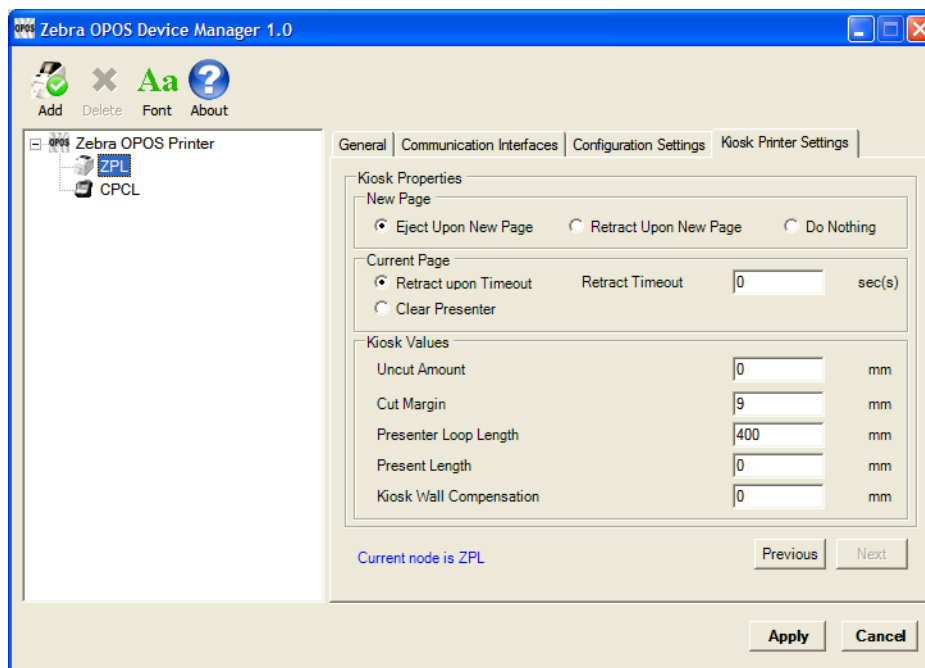 OPOS Zebra OPOS Device Manager 1.0
Add Delete Font About
Aa
OPOS Zebra OPOS Printer
ZPL
CPCL
General Communication Interfaces Configuration Settings Kiosk Printer Settings
Kiosk Properties
New Page
Eject Upon New Page Retract Upon New Page Do Nothing
Current Page
Retract upon Timeout Retract Timeout 0 sec(s)
Clear Presenter
Kiosk Values
Uncut Amount 0 mm
Cut Margin 9 mm
Presenter Loop Length 400 mm
Present Length 0 mm
Kiosk Wall Compensation 0 mm
Current node is ZPL Previous Next
Apply Cancel